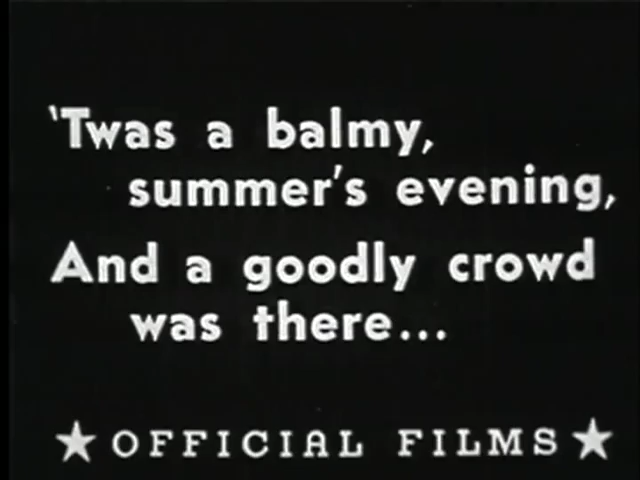 ‛Twas a balmy,
summer's evening,
And a goodly crowd
was there...
★ OFFICIAL FILMS ★